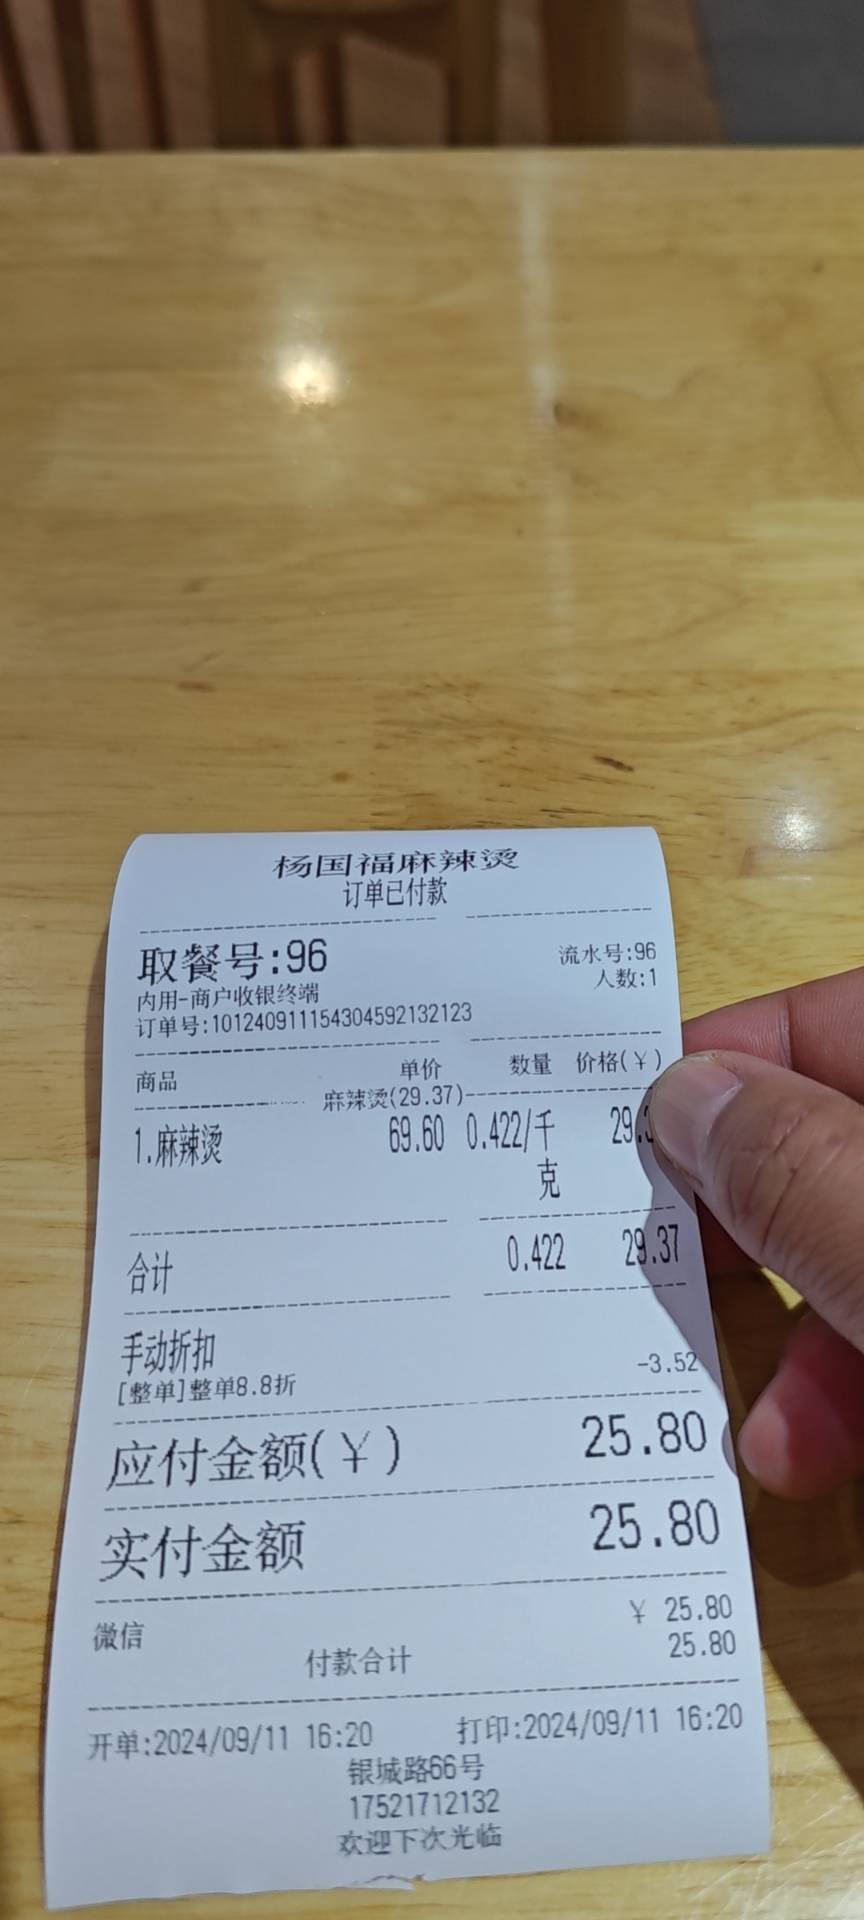 杨国福麻辣烫
订单已付款
取餐号:96 流水号:96
内用-商户收银终端 人数:1
订单号:101240911154304592132123
商品 单价 数量 价格(￥)
麻辣烫(29.37)
1.麻辣烫 69.60 0.422/千
克
合计 0.422 29.37
手动折扣
[整单]整单8.8折 -3.52
应付金额(￥) 25.80
实付金额 25.80
微信 ￥ 25.80
付款合计 25.80
开单:2024/09/11 16:20 打印:2024/09/11 16:20
银城路66号
17521712132
欢迎下次光临